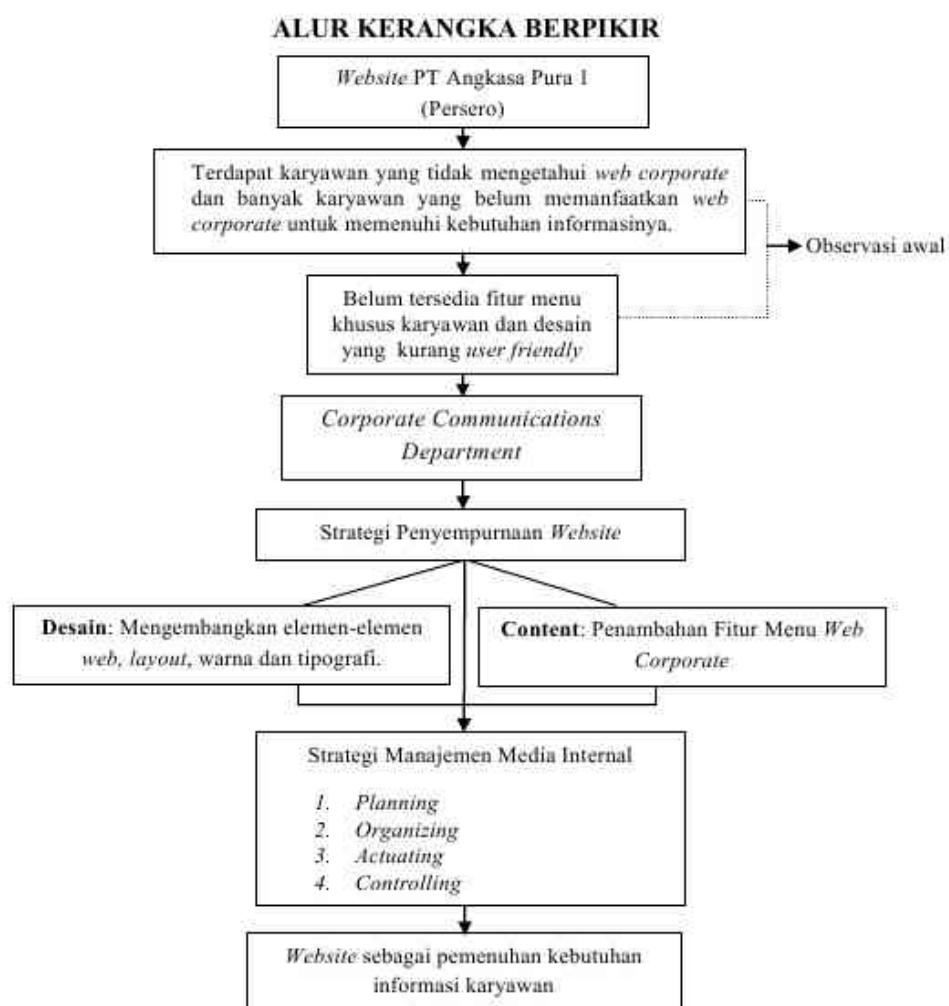 ALUR KERANGKA BERPIKIR
Website PT Angkasa Pura 1
(Persero)
Terdapat karyawan yang tidak mengetahui web corporate
dan banyak karyawan yang belum memanfaatkan web
corporate untuk memenuhi kebutuhan informasinya.
Observasi awal
Belum tersedia fitur menu
khusus karyawan dan desain
yang kurang user friendly
Corporate Communications
Department
Strategi Penyempurnaan Website
Desain: Mengembangkan elemen-elemen
web, layout, warna dan tipografi.
Content: Penambahan Fitur Menu Web
Corporate
Strategi Manajemen Media Internal
1. Planning
2. Organizing
3. Actuating
4. Controlling
Website sebagai pemenuhan kebutuhan
informasi karyawan